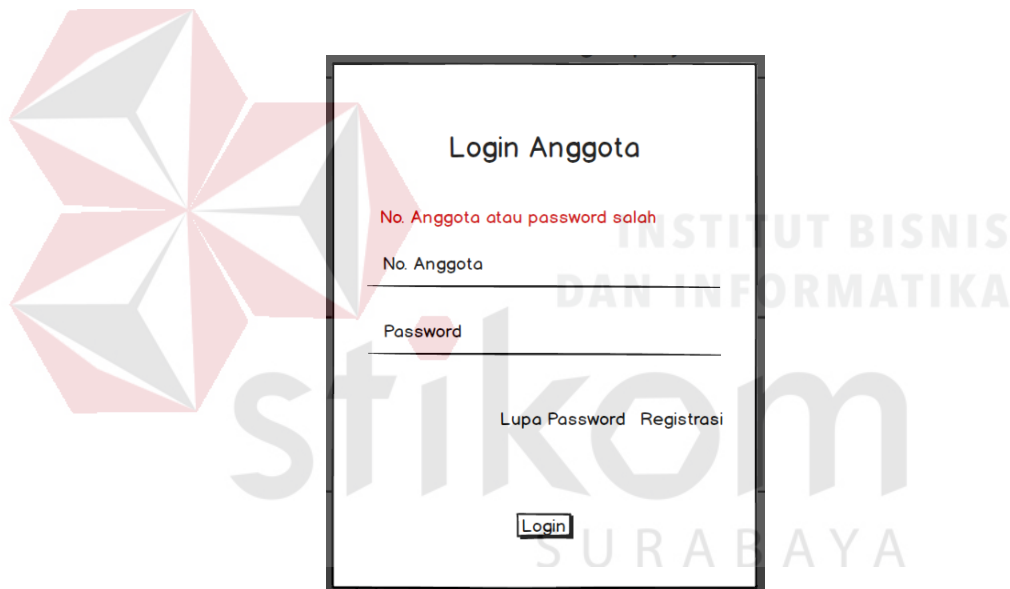 Login Anggota
No. Anggota atau password salah
INSTITUT BISNIS
No. Anggota
DAN INFORMATIKA
Password
stikom
Lupa Password Registrasi
Login
SURABAYA